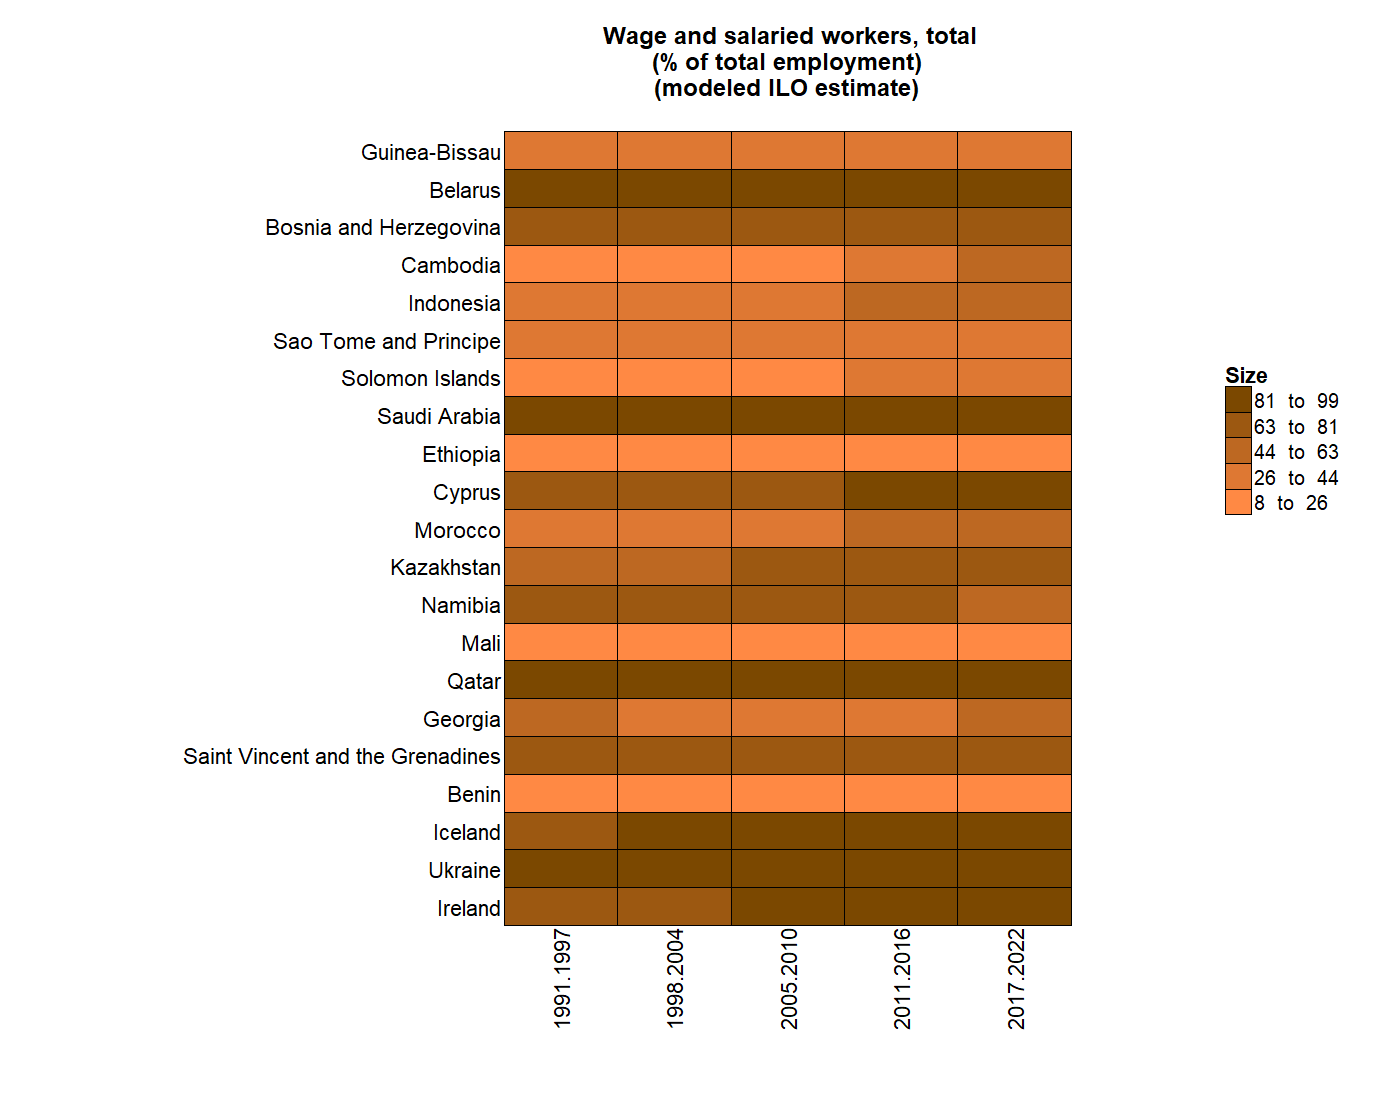 Wage and salaried workers, total
(% of total employment)
(modeled ILO estimate)
Guinea-Bissau
Belarus
Bosnia and Herzegovina
Cambodia
Indonesia
Sao Tome and Principe
Solomon Islands
Saudi Arabia
Ethiopia
Cyprus
Morocco
Kazakhstan
Namibia
Mali
Qatar
Georgia
Saint Vincent and the Grenadines
Benin
Iceland
Ukraine
Ireland
1991.1997
1998.2004
2005.2010
2011.2016
2017.2022
Size
81 to 99
63 to 81
44 to 63
26 to 44
8 to 26